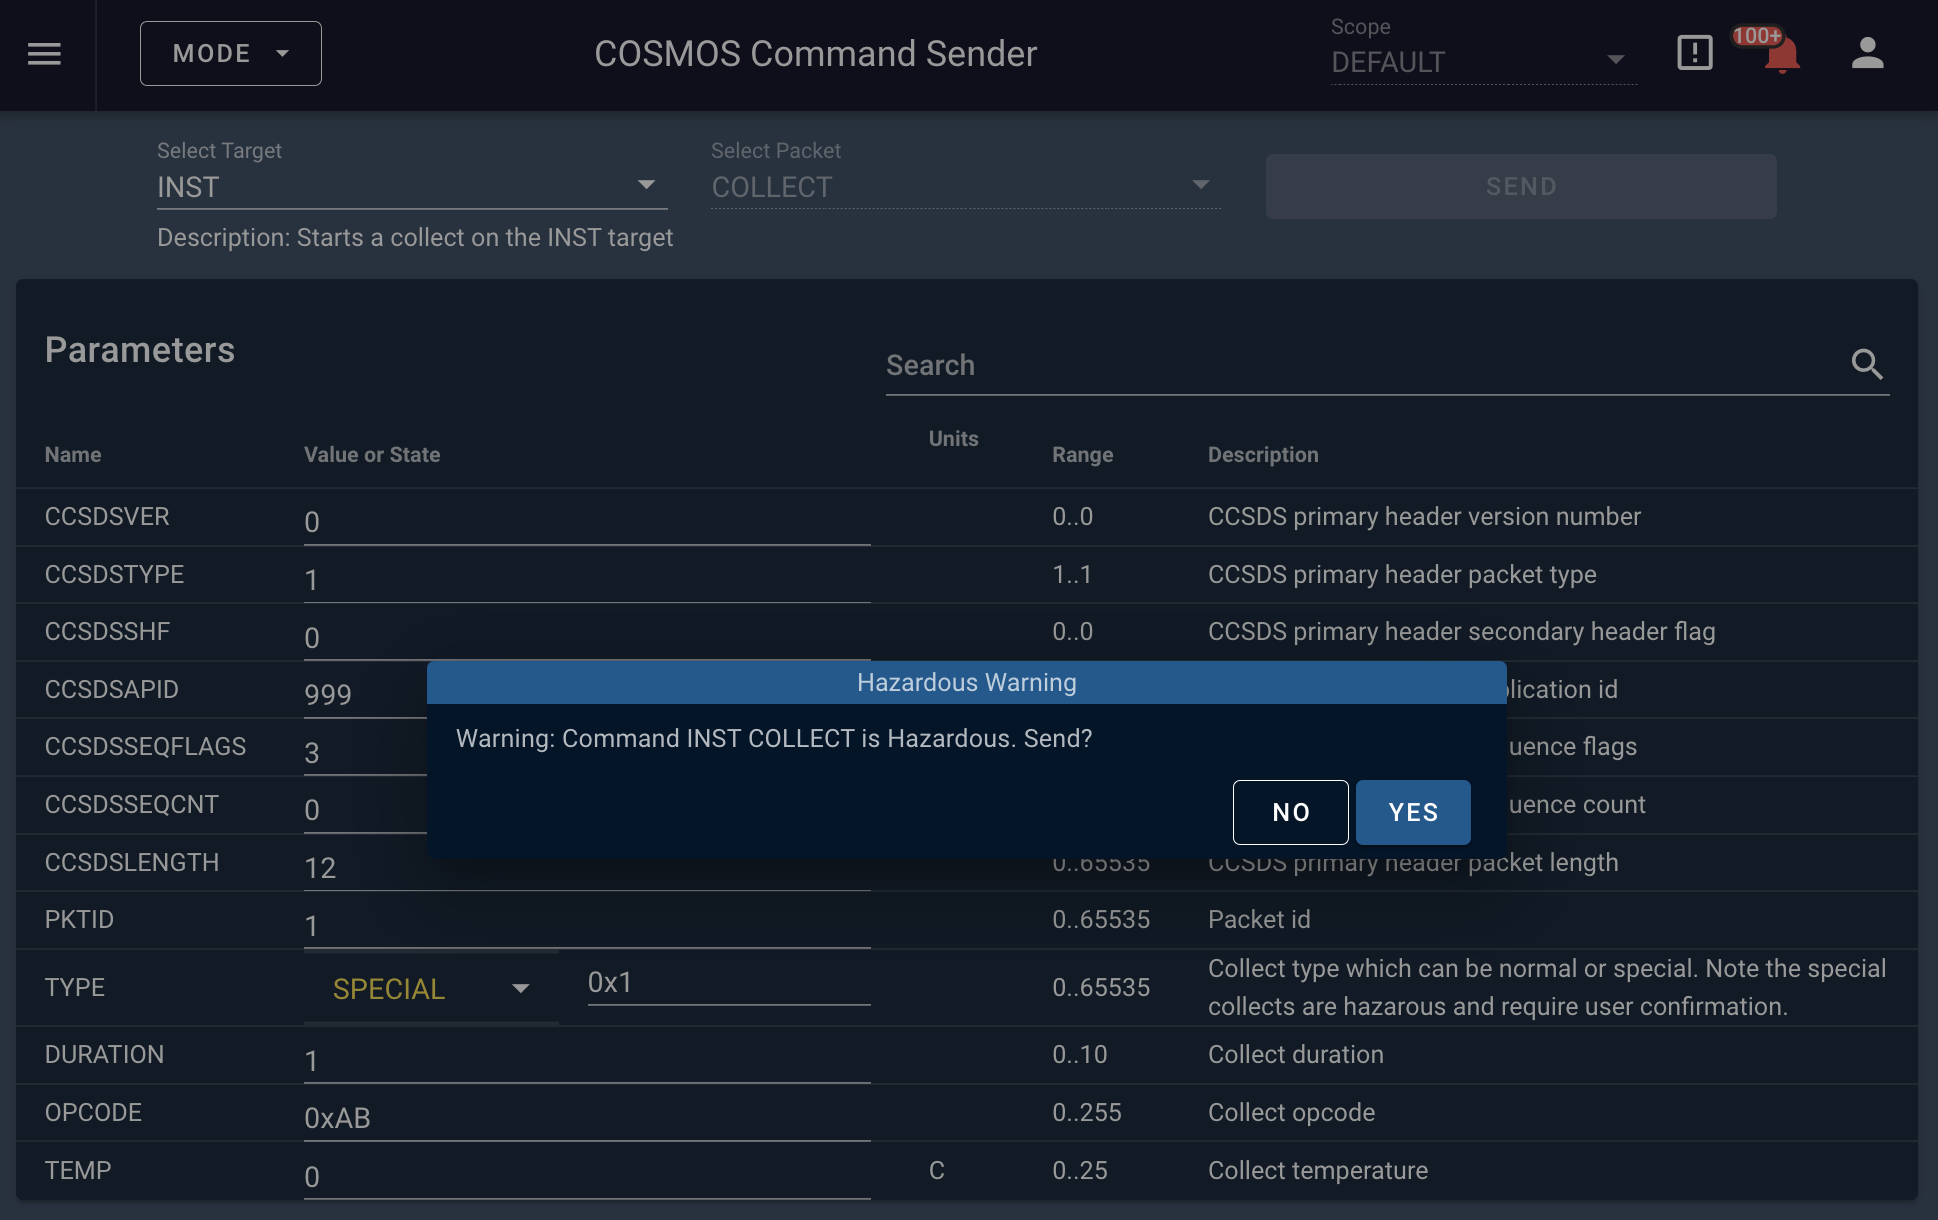 MODE
COSMOS Command Sender
Scope
DEFAULT
100+
Select Target
INST
Select Packet
COLLECT
SEND
Description: Starts a collect on the INST target
Parameters
Search
Name Value or State Units Range Description
CCSDSVER 0 0..0 CCSDS primary header version number
CCSDSTYPE 1 1..1 CCSDS primary header packet type
CCSDSSHF 0 0..0 CCSDS primary header secondary header flag
Hazardous Warning
Warning: Command INST COLLECT is Hazardous. Send?
NO YES
CCSDSAPID 999 id
CCSDSSEQFLAGS 3 flags
CCSDSSEQCNT 0 count
CCSDSLENGTH 12 0..65535 CCSDS primary header packet length
PKTID 1 0..65535 Packet id
TYPE SPECIAL 0x1 0..65535 Collect type which can be normal or special. Note the special
collects are hazarous and require user confirmation.
DURATION 1 0..10 Collect duration
OPCODE 0xAB 0..255 Collect opcode
TEMP 0 C 0..25 Collect temperature